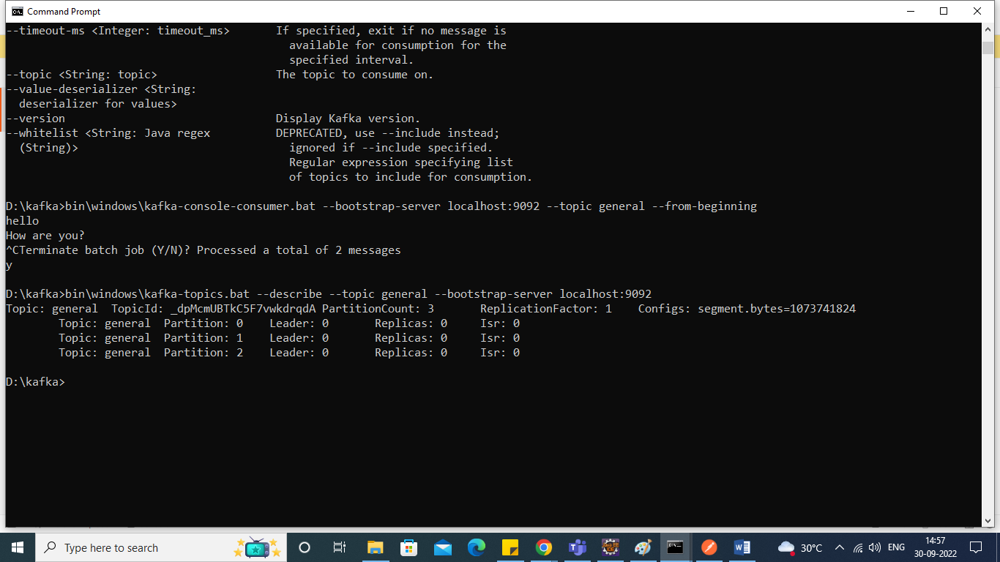 Command Prompt
--timeout-ms <Integer: timeout_ms>       If specified, exit if no message is
                                           available for consumption for the
                                           specified interval.
--topic <String: topic>                  The topic to consume on.
--value-deserializer <String:
  deserializer for values>
--version                                Display Kafka version.
--whitelist <String: Java regex          DEPRECATED, use --include instead;
  (String)>                                ignored if --include specified.
                                           Regular expression specifying list
                                           of topics to include for consumption.
D:\kafka>bin\windows\kafka-console-consumer.bat --bootstrap-server localhost:9092 --topic general --from-beginning
hello
How are you?
^CTerminate batch job (Y/N)? Processed a total of 2 messages
y
D:\kafka>bin\windows\kafka-topics.bat --describe --topic general --bootstrap-server localhost:9092
Topic: general  TopicId: _dpMcmUBTkC5F7vwkdrqdA PartitionCount: 3       ReplicationFactor: 1    Configs: segment.bytes=1073741824
        Topic: general  Partition: 0    Leader: 0       Replicas: 0     Isr: 0
        Topic: general  Partition: 1    Leader: 0       Replicas: 0     Isr: 0
        Topic: general  Partition: 2    Leader: 0       Replicas: 0     Isr: 0
D:\kafka>
Type here to search
30°C
ENG
14:57
30-09-2022